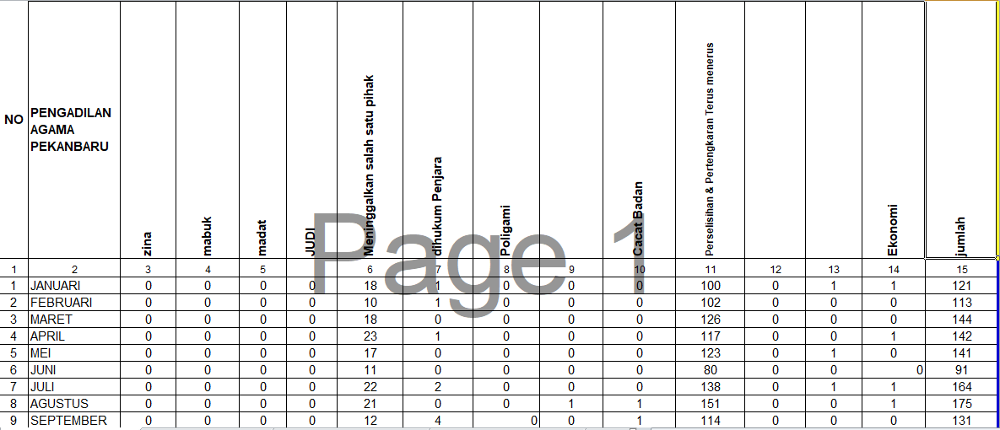 NO PENGADILAN AGAMA PEKANBARU zina mabuk madat JUDI Meninggalkan salah satu pihak dihukum Penjara Poligami Cacat Badan Perselisihan & Pertengkaran Terus menerus Ekonomi jumlah
Page 1
1 2 3 4 5 6 7 8 9 10 11 12 13 14 15
1 JANUARI 0 0 0 0 18 1 0 0 0 100 0 1 1 121
2 FEBRUARI 0 0 0 0 10 1 0 0 0 102 0 0 0 113
3 MARET 0 0 0 0 18 0 0 0 0 126 0 0 0 144
4 APRIL 0 0 0 0 23 1 0 0 0 117 0 0 1 142
5 MEI 0 0 0 0 17 0 0 0 0 123 0 1 0 141
6 JUNI 0 0 0 0 11 0 0 0 0 80 0 0 0 91
7 JULI 0 0 0 0 22 2 0 0 0 138 0 1 1 164
8 AGUSTUS 0 0 0 0 21 0 0 1 1 151 0 0 1 175
9 SEPTEMBER 0 0 0 0 12 4 0 0 1 114 0 0 0 131